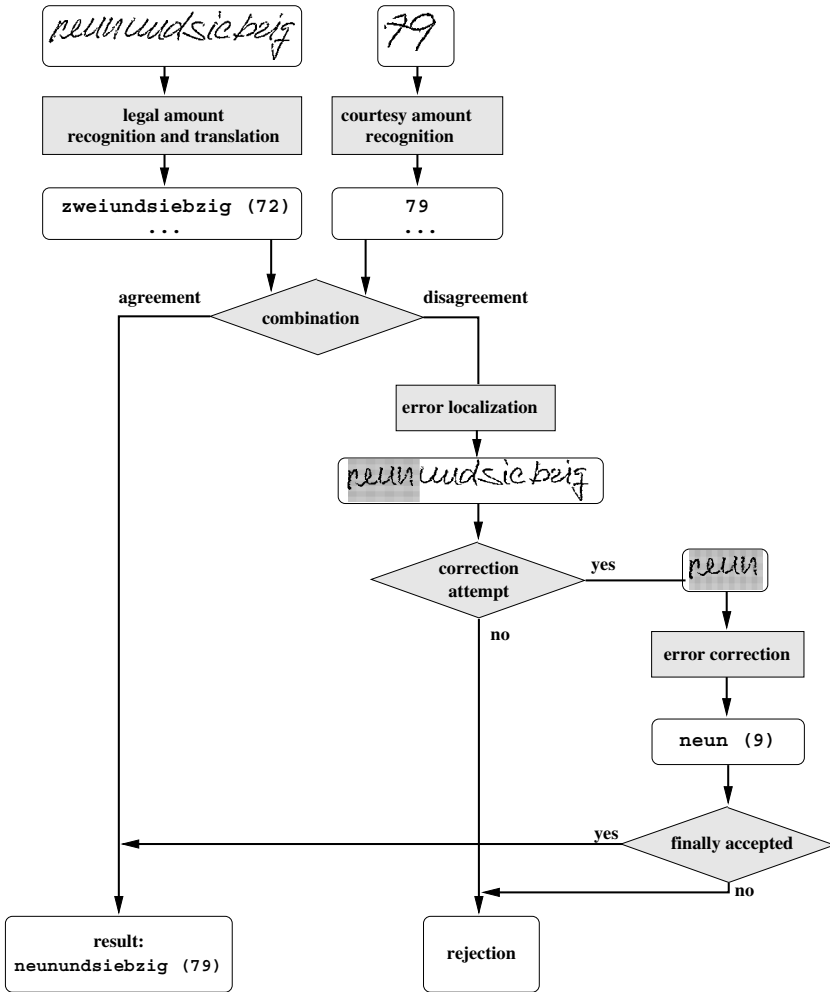 neunundsiebzig
79
legal amount
recognition and translation
courtesy amount
recognition
zweiundsiebzig (72)
...
79
...
agreement
disagreement
combination
error localization
neunundsiebzig
correction
attempt
yes
neun
no
error correction
neun (9)
yes
finally accepted
no
result:
neunundsiebzig (79)
rejection